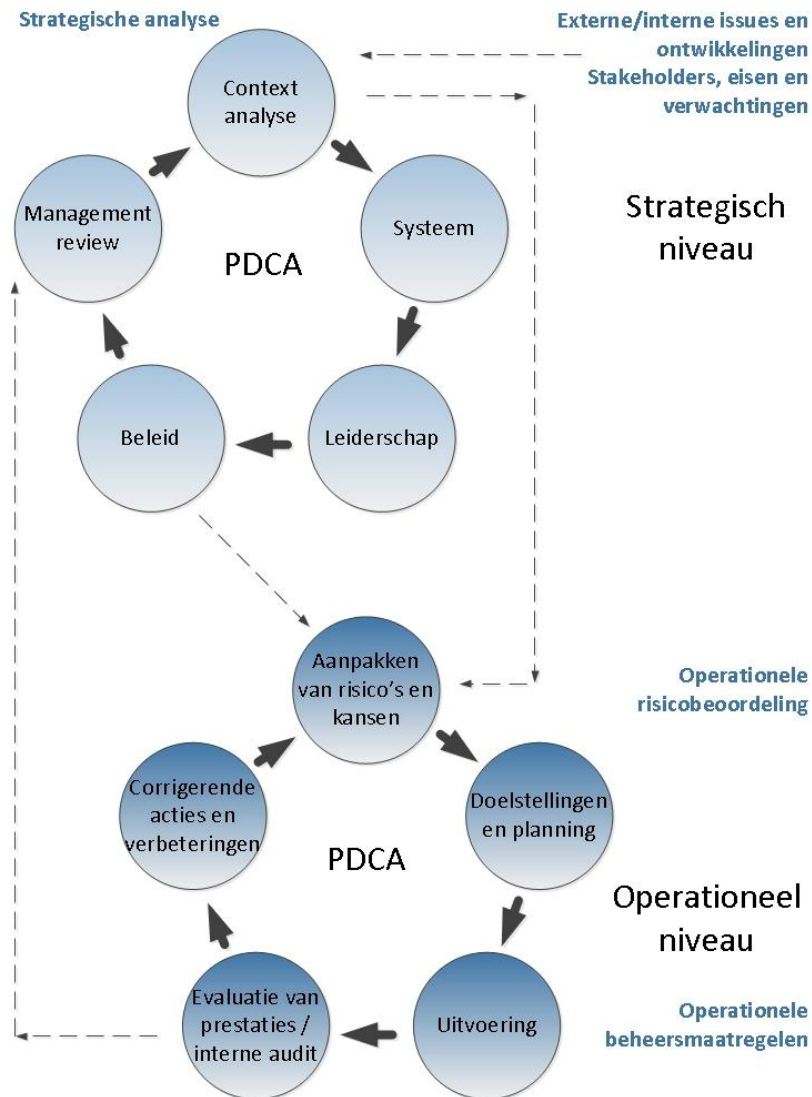 Strategische analyse
Externe/interne issues en
ontwikkelingen
Stakeholders, eisen en
verwachtingen
Context
analyse
Management
review
Systeem
Strategisch
niveau
PDCA
Beleid
Leiderschap
Aanpakken
van risico's en
kansen
Operationele
risicobeoordeling
Corrigerende
acties en
verbeteringen
Doelstellingen
en planning
PDCA
Operationeel
niveau
Evaluatie van
prestaties /
interne audit
Uitvoering
Operationele
beheersmaatregelen